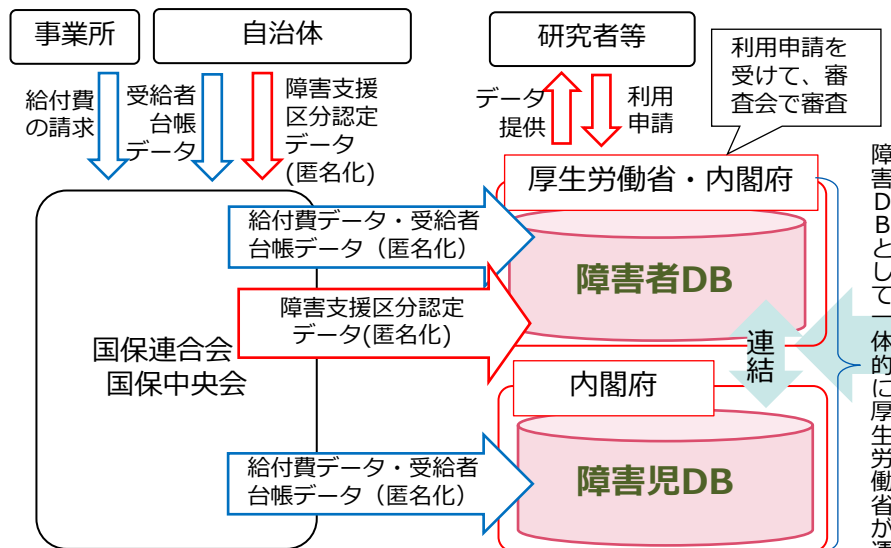 事業所
自治体
研究者等
利用申請を
受けて、審
査会で審査
給付費
の請求
受給者
台帳
データ
障害支援
区分認定
データ
(匿名化)
データ
提供
利用
申請
厚生労働省・内閣府
給付費データ・受給者
台帳データ（匿名化）
障害者DB
障害支援区分認定
データ(匿名化)
国保連合会
国保中央会
連結
内閣府
給付費データ・受給者
台帳データ（匿名化）
障害児DB
障害DBとして一体的に厚生労働省が運